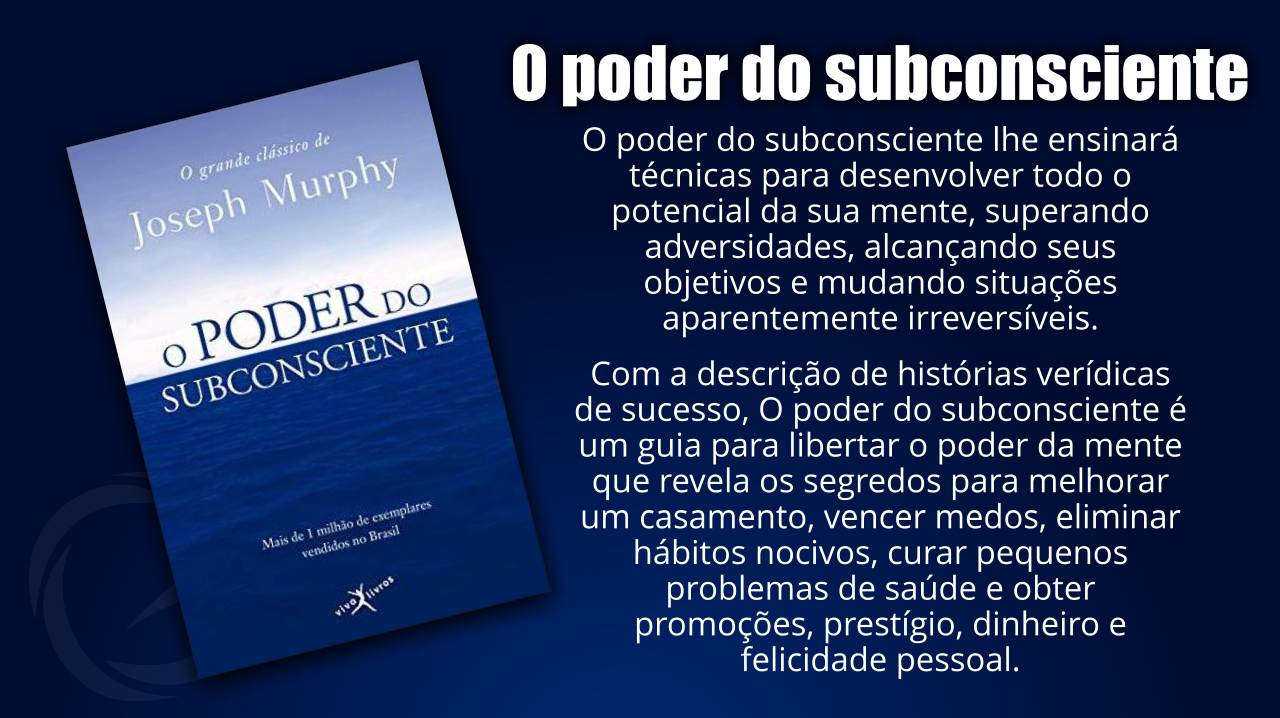 O poder do subconsciente
O poder do subconsciente lhe ensinará
técnicas para desenvolver todo o
potencial da sua mente, superando
adversidades, alcançando seus
objetivos e mudando situações
aparentemente irreversíveis.
Com a descrição de histórias verídicas
de sucesso, O poder do subconsciente é
um guia para libertar o poder da mente
que revela os segredos para melhorar
um casamento, vencer medos, eliminar
hábitos nocivos, curar pequenos
problemas de saúde e obter
promoções, prestígio, dinheiro e
felicidade pessoal.
O grande clássico de
Joseph Murphy
O PODER DO
SUBCONSCIENTE
Mais de 1 milhão de exemplares
vendidos no Brasil
viva livros